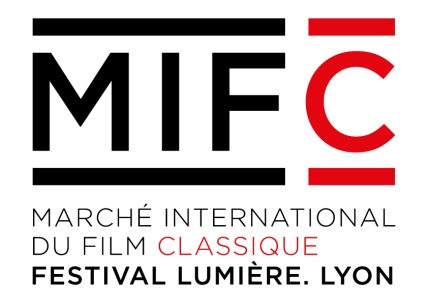 MIFC
MARCHÉ INTERNATIONAL
DU FILM CLASSIQUE
FESTIVAL LUMIÈRE. LYON